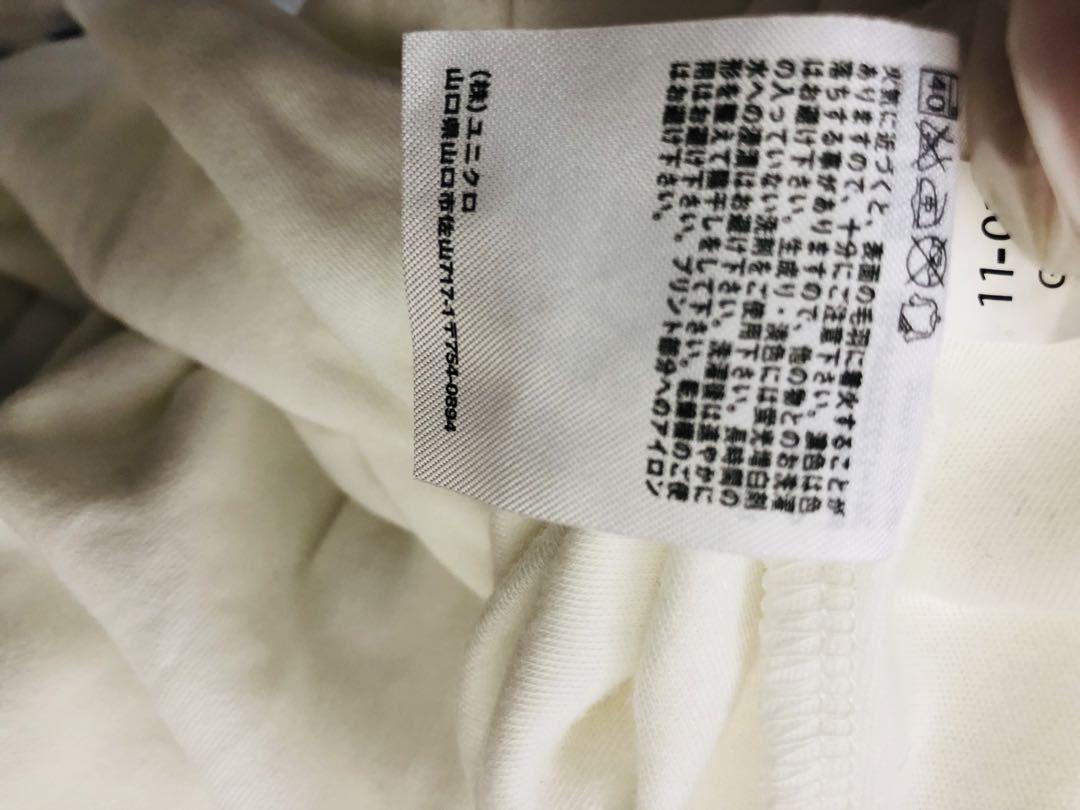 40
火気に近づくと、表面の毛羽に着火することが
ありますので、十分にご注意下さい。濃色は色
落ちする事がありますので、他の物とのお洗濯
はお避け下さい。生成り・淡色には蛍光増白剤
の入っていない洗剤をご使用下さい。長時間の
水への浸漬はお避け下さい。洗濯後は速やかに
形を整えて陰干しをして下さい。乾燥機のご使
用はお避け下さい。プリント部分へのアイロン
はお避け下さい。
(株)ユニクロ
山口県山口市佐山717-1〒754-0894
11-0